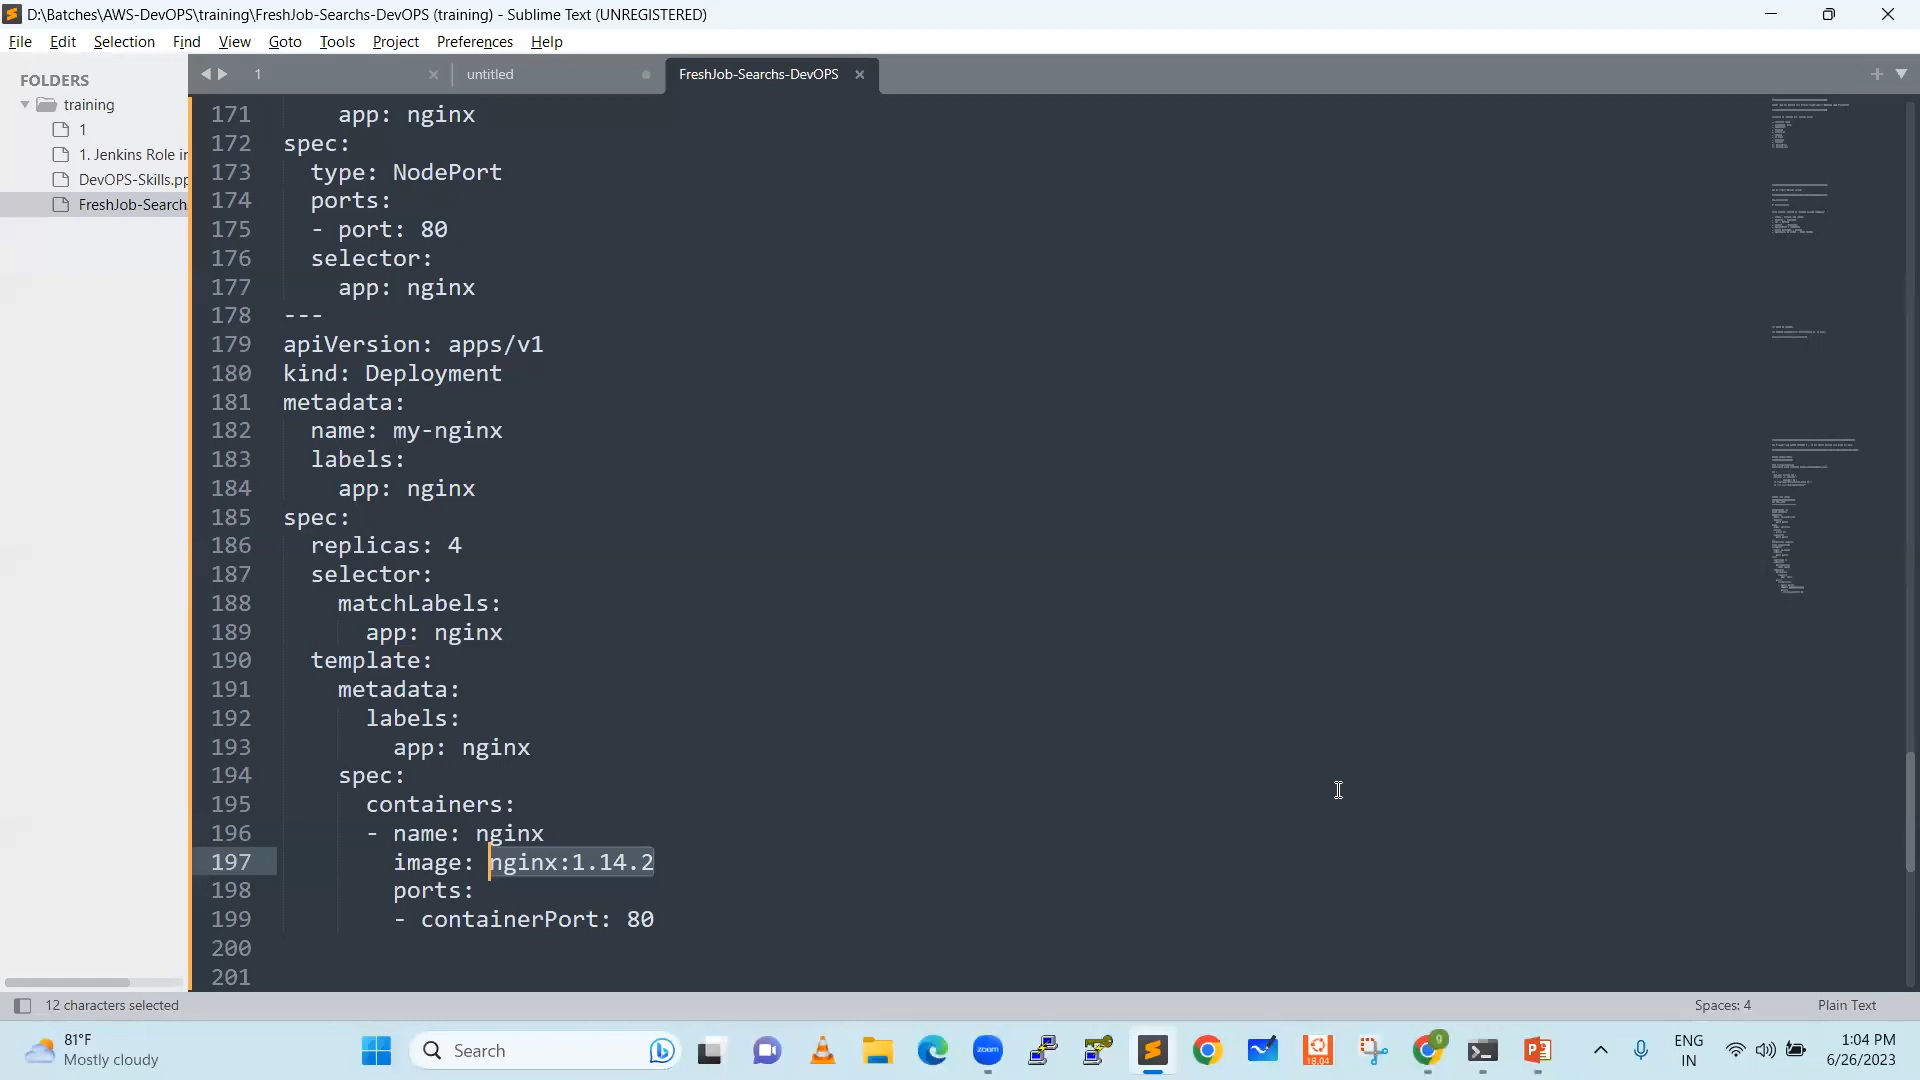 D:\Batches\AWS-DevOPS\training\FreshJob-Searchs-DevOPS (training) - Sublime Text (UNREGISTERED)
File Edit Selection Find View Goto Tools Project Preferences Help
FOLDERS
training
1
1. Jenkins Role in
DevOPS-Skills.pp
FreshJob-Search
1 untitled FreshJob-Searchs-DevOPS
171 app: nginx
172 spec:
173 type: NodePort
174 ports:
175 - port: 80
176 selector:
177 app: nginx
178 ---
179 apiVersion: apps/v1
180 kind: Deployment
181 metadata:
182 name: my-nginx
183 labels:
184 app: nginx
185 spec:
186 replicas: 4
187 selector:
188 matchLabels:
189 app: nginx
190 template:
191 metadata:
192 labels:
193 app: nginx
194 spec:
195 containers:
196 - name: nginx
197 image: nginx:1.14.2
198 ports:
199 - containerPort: 80
200
201
12 characters selected Spaces: 4 Plain Text
81°F
Mostly cloudy
Search
zoom
18.04
9
ENG
IN
1:04 PM
6/26/2023